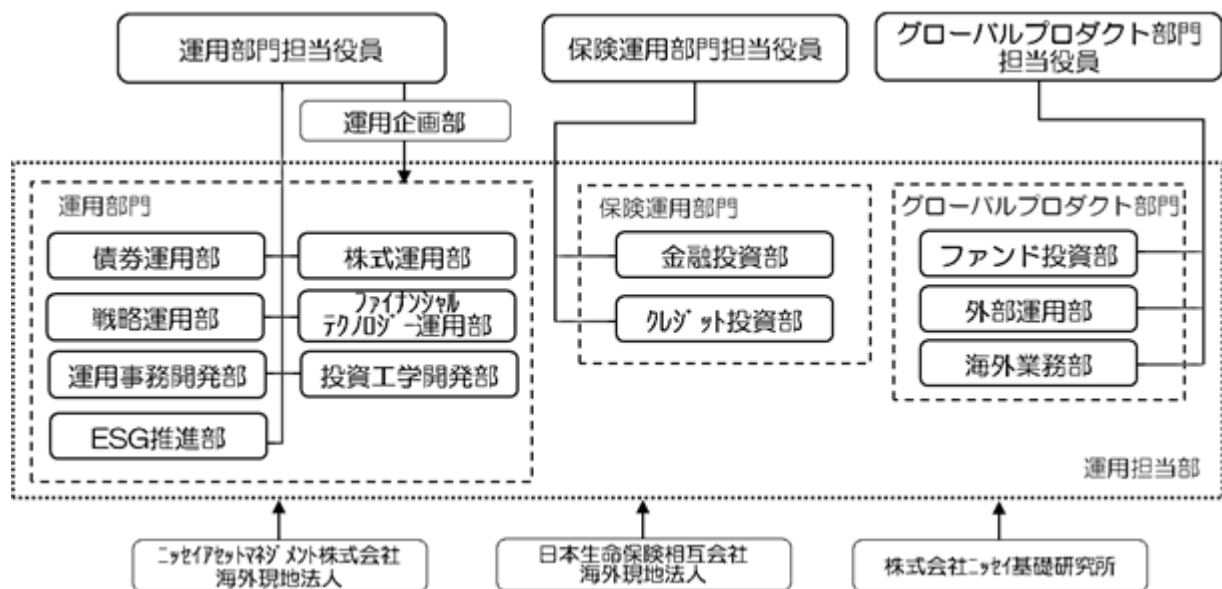 運用部門担当役員
保険運用部門担当役員
グローバルプロダクト部門
担当役員
運用企画部
運用部門
債券運用部
株式運用部
戦略運用部
ファイナンシャル
テクノロジー運用部
運用事務開発部
投資工学開発部
ESG推進部
保険運用部門
金融投資部
クレジット投資部
グローバルプロダクト部門
ファンド投資部
外部運用部
海外業務部
運用担当部
ニッセイアセットマネジメント株式会社
海外現地法人
日本生命保険相互会社
海外現地法人
株式会社ニッセイ基礎研究所